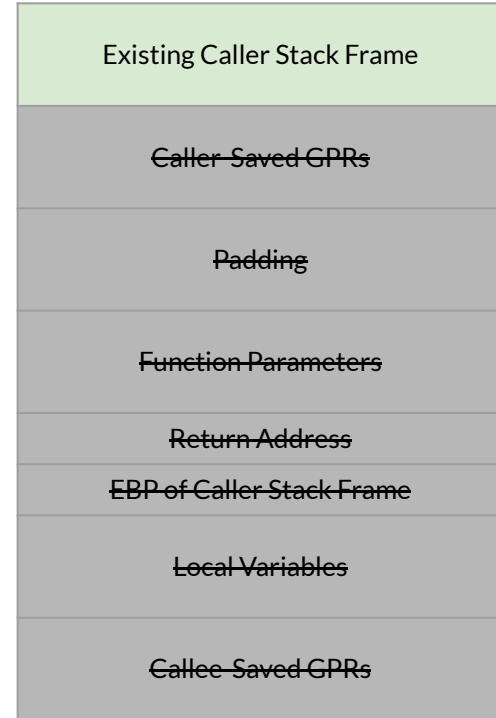 Existing Caller Stack Frame
Caller-Saved GPRs
Padding
Function Parameters
Return Address
EBP of Caller Stack Frame
Local Variables
Callee-Saved GPRs